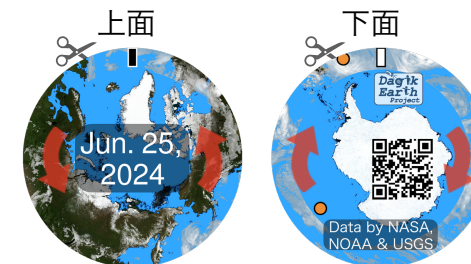 上面
下面
Jun. 25,
2024
Dagik
Earth
Project
Data by NASA,
NOAA & USGS